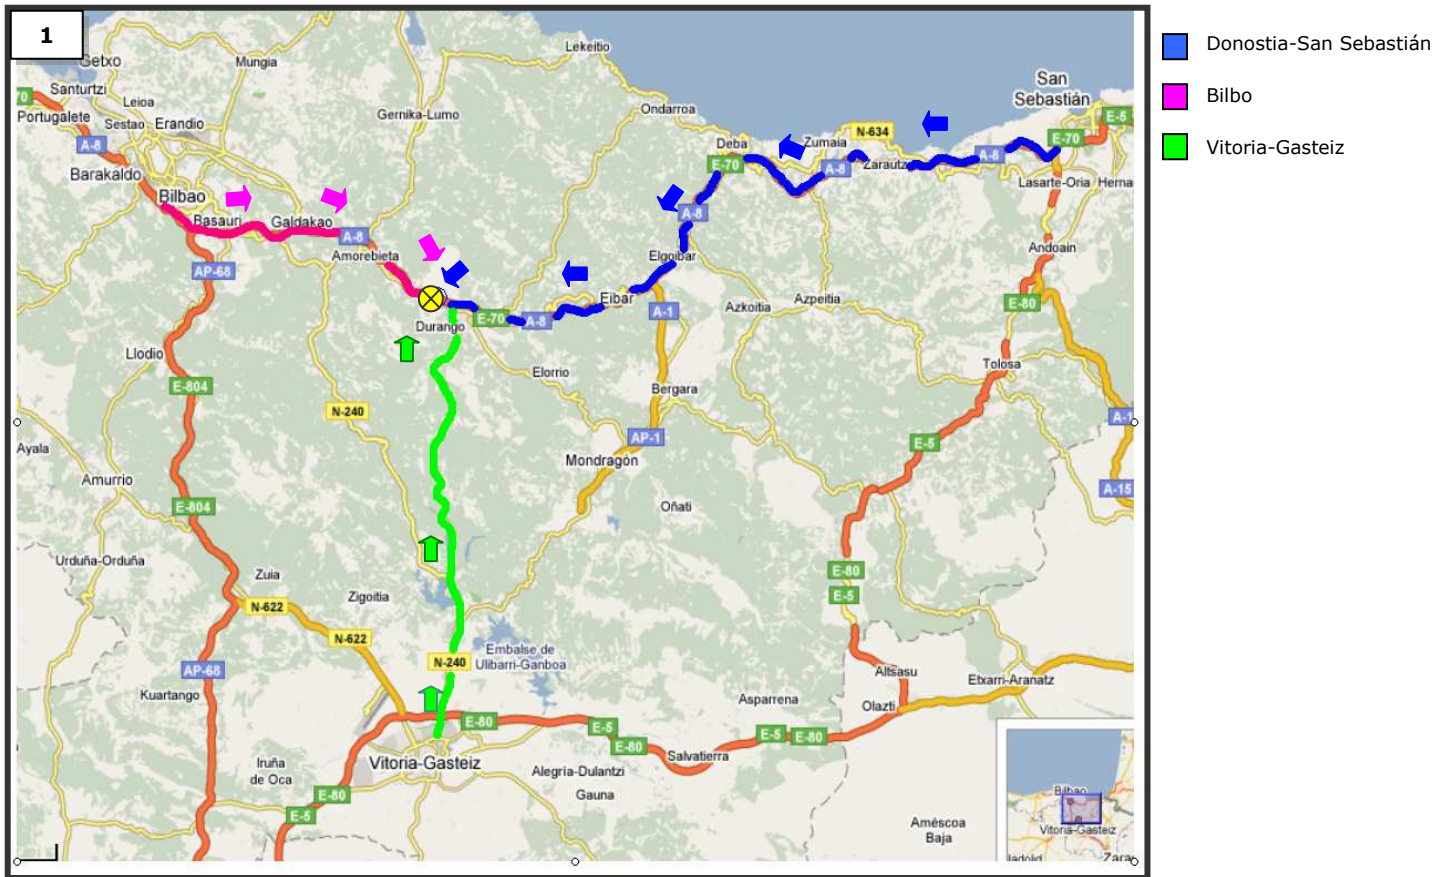 1
Donostia-San Sebastián
Bilbo
Vitoria-Gasteiz
Getxo
Mungia
Lekeitio
San
Sebastián
Santurtzi
Leioa
Portugalete
Sestao
Erandio
Gernika-Lumo
Ondarroa
E-5
A-8
Deba
Zumaia
N-634
E-70
Barakaldo
E-70
A-8
Zarautz
A-8
Lasarte-Oria
Bilbao
Basauri
Galdakao
A-8
A-8
Andoain
Amorebieta
Elgoibar
AP-68
Eibar
Azkoitia
Azpeitia
E-80
A-1
Durango
E-70
A-8
Llodio
Elorrio
Tolosa
E-804
Bergara
N-240
A-1
Ayala
AP-1
E-5
Mondragón
Amurrio
A-15
E-804
Oñati
Urduña-Orduña
Zuia
E-80
Zigoitia
E-5
N-622
N-622
Embalse de
Ulibarri-Ganboa
N-240
AP-68
Altsasu
Etxarri-Aranatz
Kuartango
Asparrena
Olazti
E-80
E-5
E-5
E-80
E-80
Salvatierra
Iruña
de Oca
Vitoria-Gasteiz
Alegria-Dulantzi
Gauna
E-80
E-5
Bilbao
Améscoa
Baja
Vitoria-Gasteiz